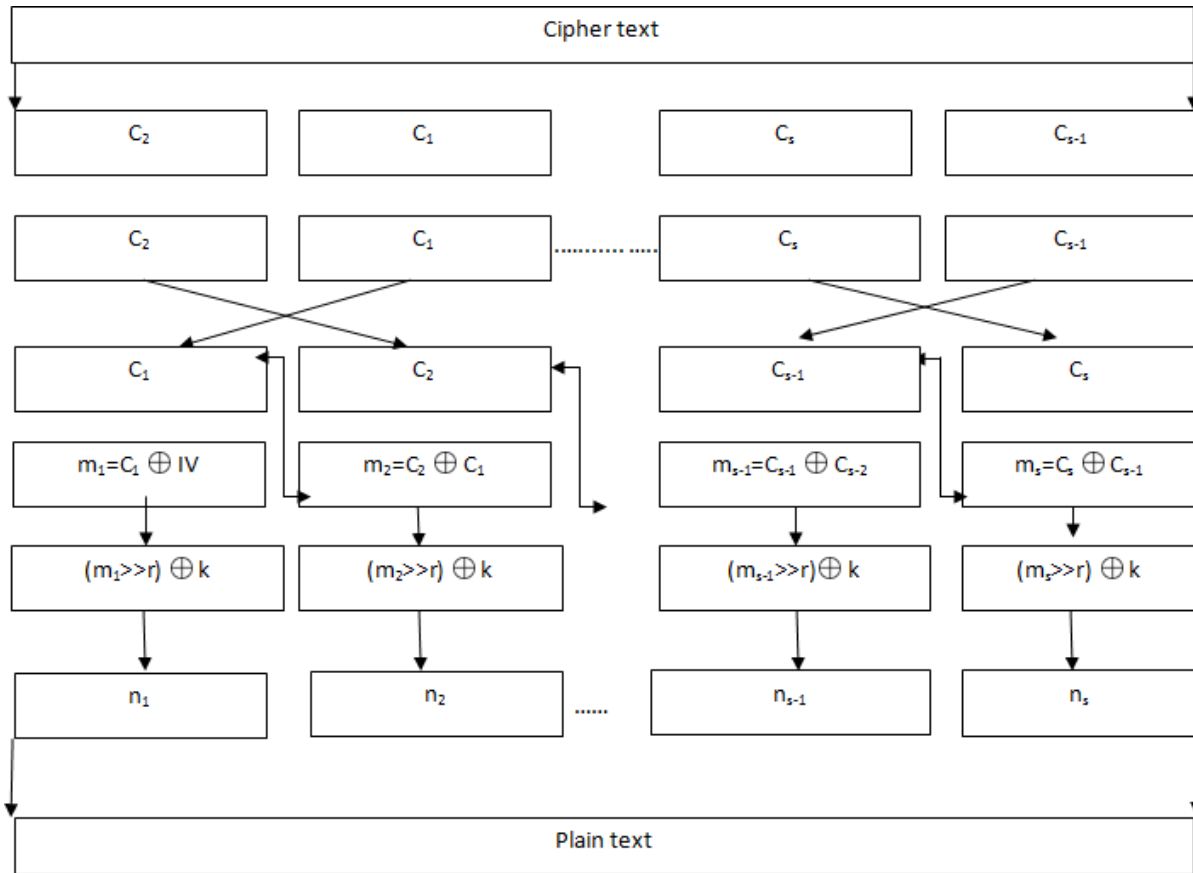 Cipher text
C₂ C₁ Cₛ Cₛ₋₁
C₂ C₁ ........... ..... Cₛ Cₛ₋₁
C₁ C₂ Cₛ₋₁ Cₛ
m₁=C₁ ⊕ IV m₂=C₂ ⊕ C₁ mₛ₋₁=Cₛ₋₁ ⊕ Cₛ₋₂ mₛ=Cₛ ⊕ Cₛ₋₁
(m₁>>r) ⊕ k (m₂>>r) ⊕ k (mₛ₋₁>>r) ⊕ k (mₛ>>r) ⊕ k
n₁ n₂ ...... nₛ₋₁ nₛ
Plain text